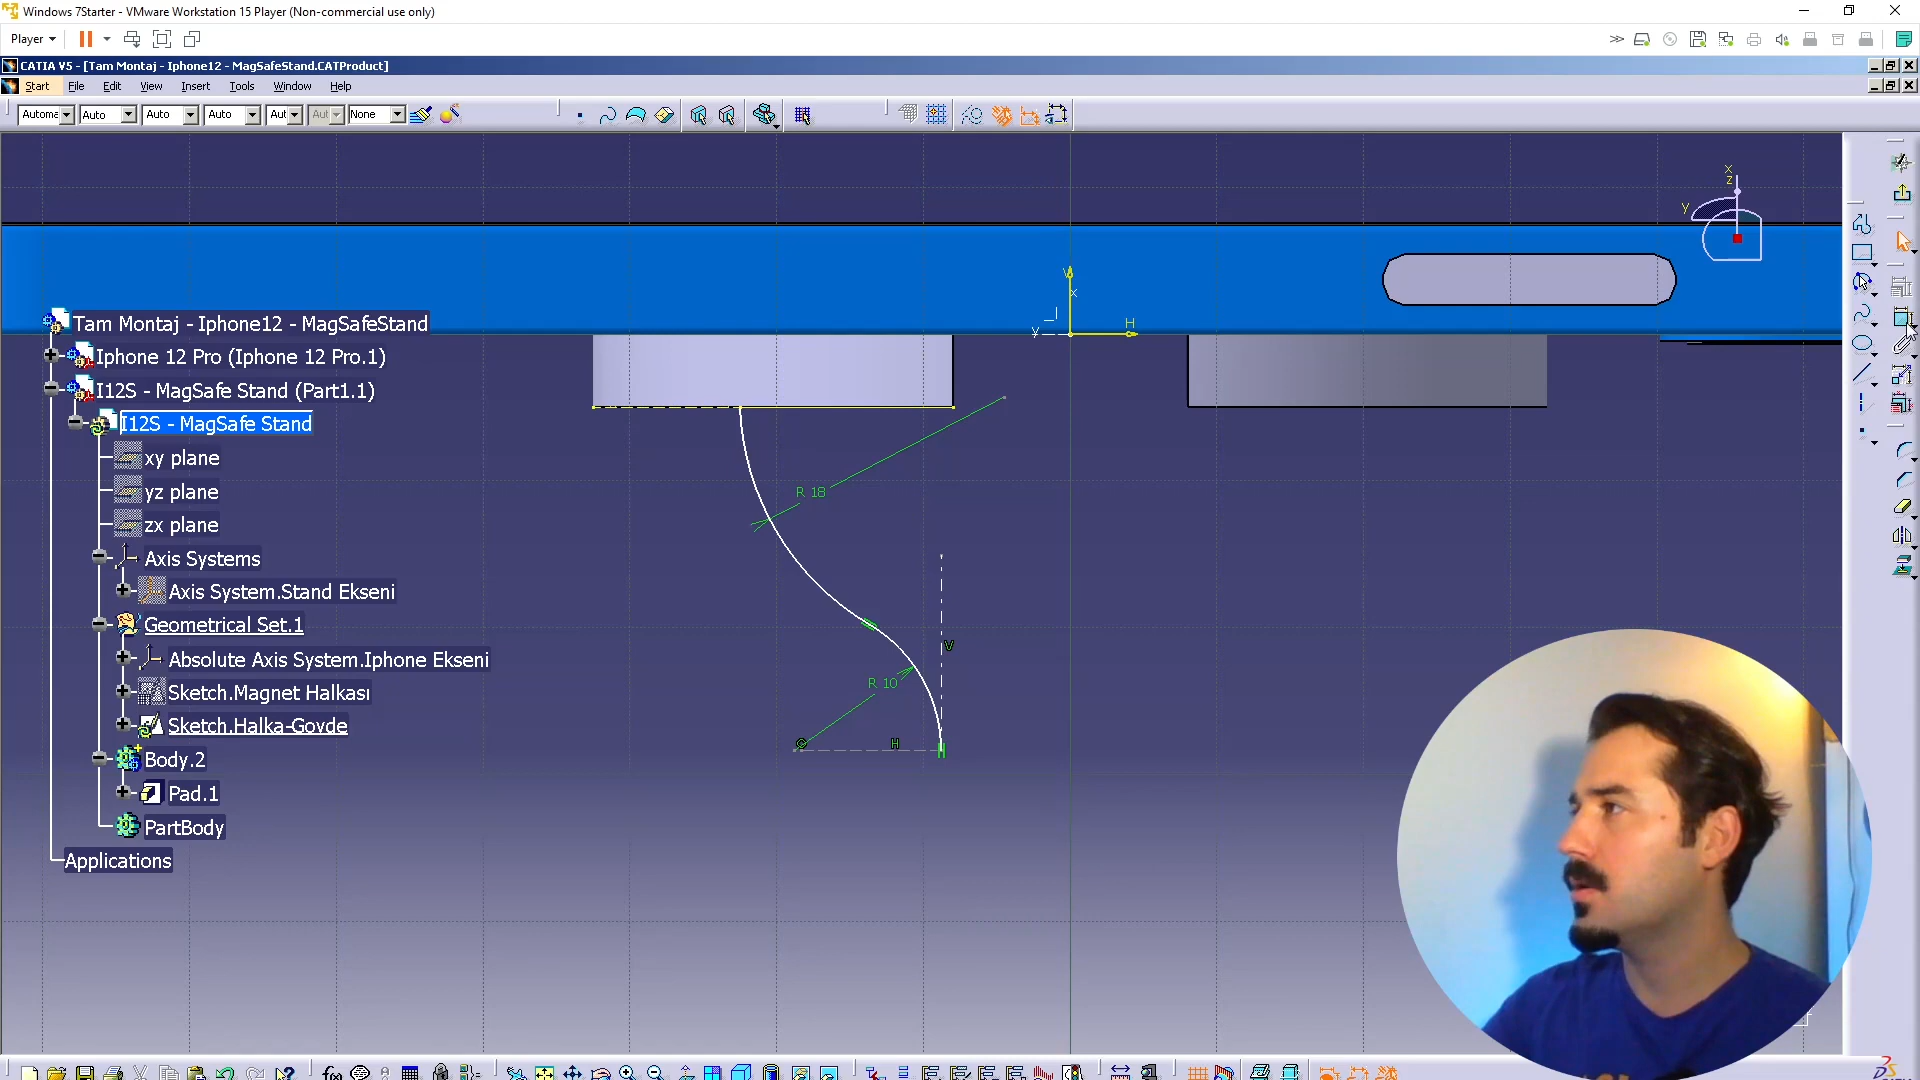 Windows 7Starter - VMware Workstation 15 Player (Non-commercial use only)
Player
CATIA V5 - [Tam Montaj - Iphone12 - MagSafeStand.CATProduct]
Start File Edit View Insert Tools Window Help
Automa Auto Auto Auto Aut Aut None
x
z
y
V
x
H
y
Tam Montaj - Iphone12 - MagSafeStand
Iphone 12 Pro (Iphone 12 Pro.1)
I12S - MagSafe Stand (Part1.1)
I12S - MagSafe Stand
xy plane
yz plane
R 18
zx plane
Axis Systems
Axis System.Stand Ekseni
Geometrical Set.1
V
Absolute Axis System.Iphone Ekseni
R 10
Sketch.Magnet Halkası
Sketch.Halka-Govde
H
Body.2
Pad.1
PartBody
Applications